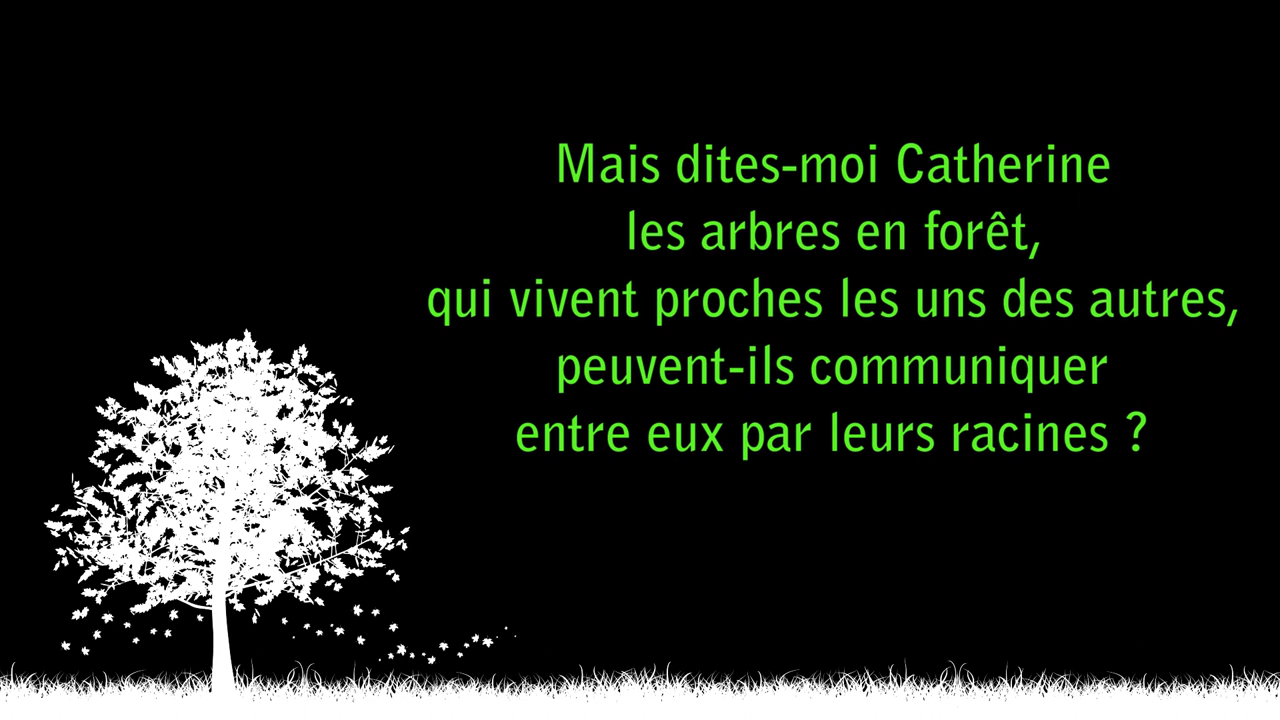 Mais dites-moi Catherine
les arbres en forêt,
qui vivent proches les uns des autres,
peuvent-ils communiquer
entre eux par leurs racines ?